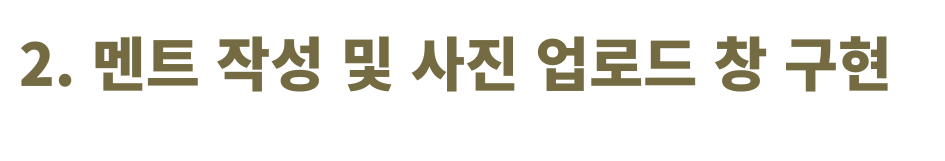 2. 멘트 작성 및 사진 업로드 창 구현